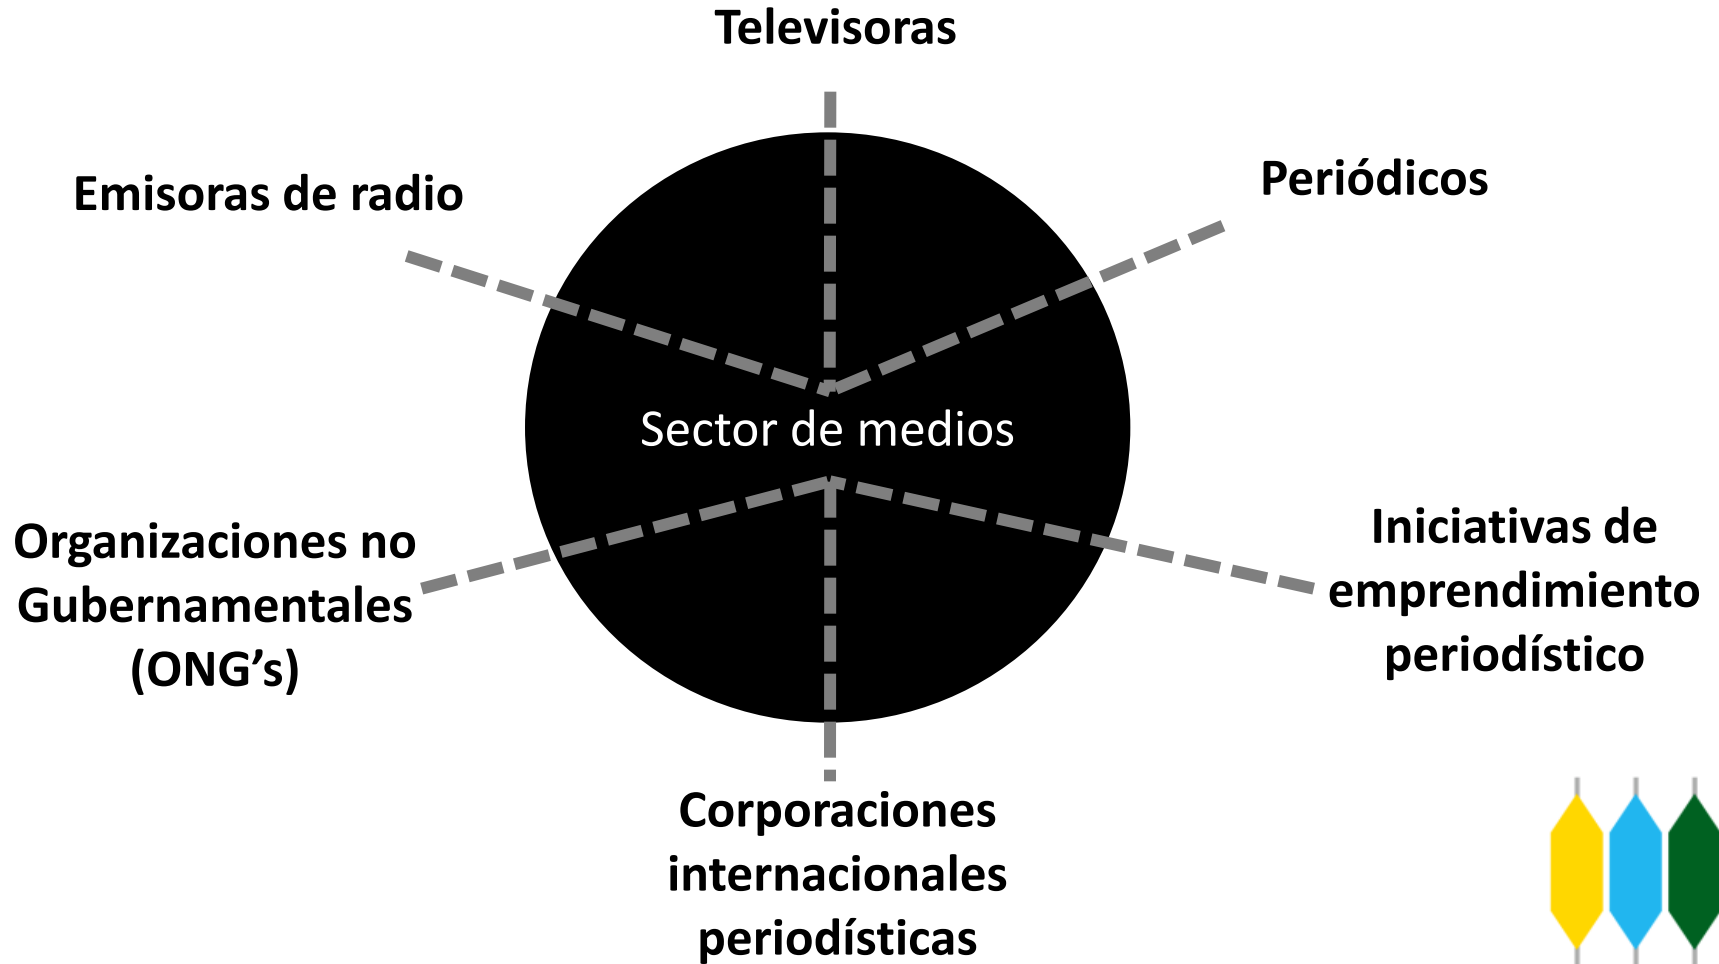 Televisoras
Emisoras de radio
Periódicos
Sector de medios
Organizaciones no
Gubernamentales
(ONG’s)
Iniciativas de
emprendimiento
periodístico
Corporaciones
internacionales
periodísticas